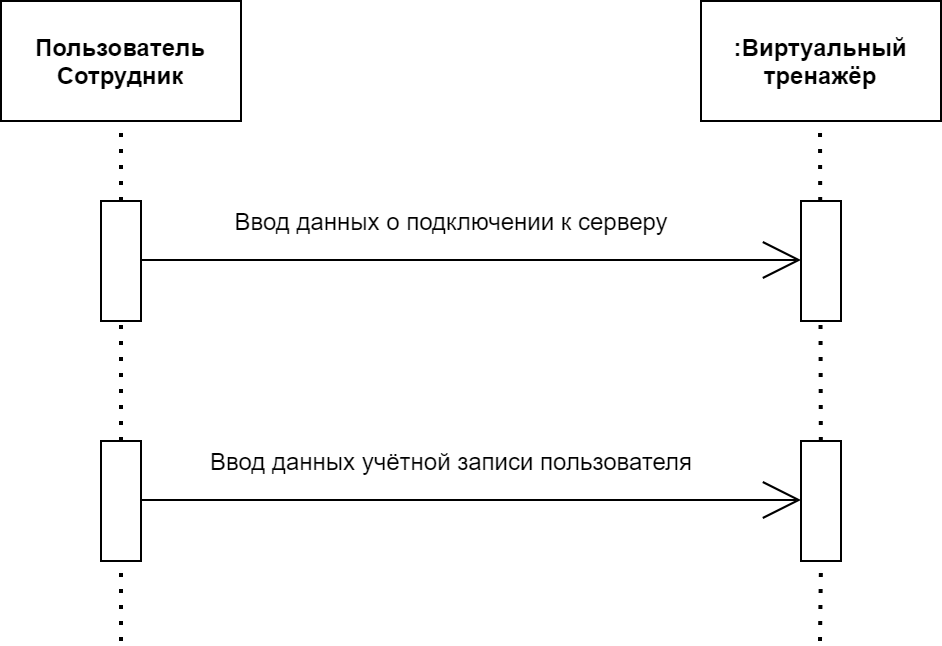 Пользователь
Сотрудник
:Виртуальный
тренажёр
Ввод данных о подключении к серверу
Ввод данных учётной записи пользователя